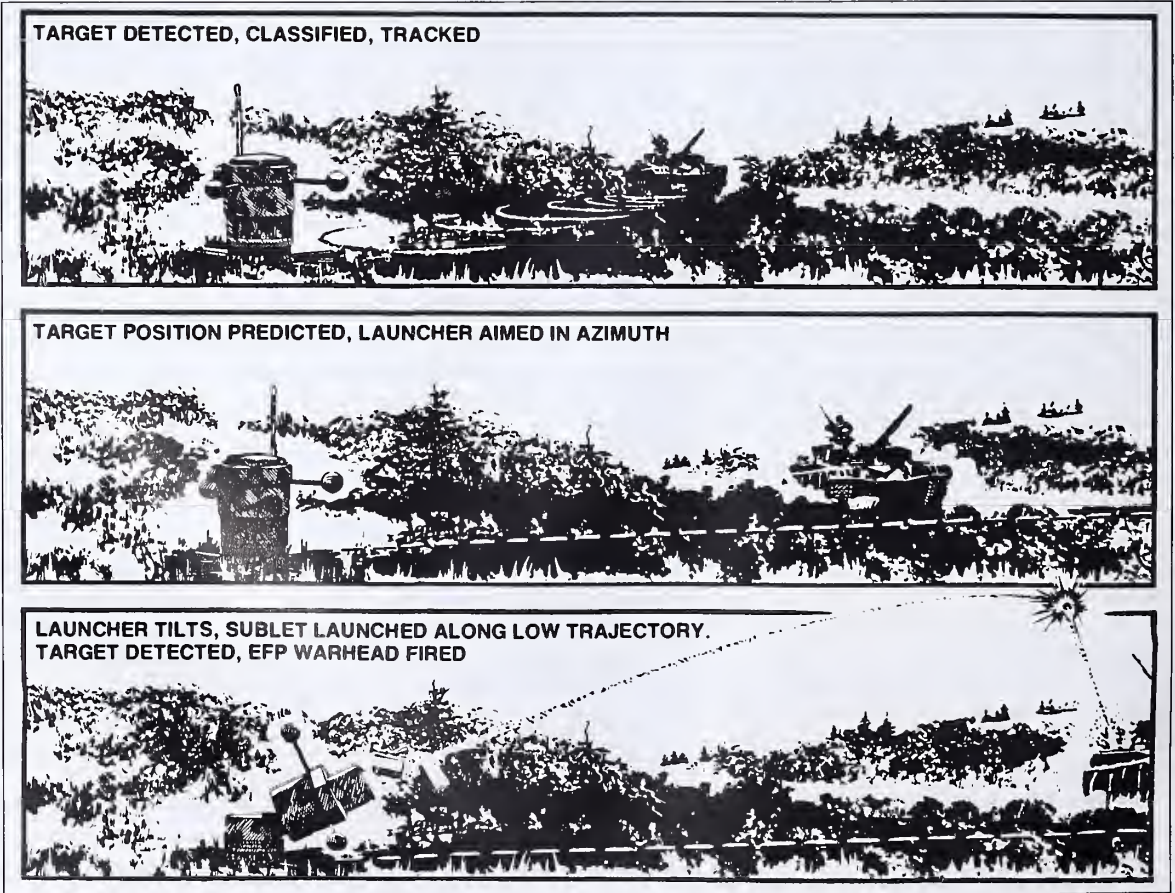 TARGET DETECTED, CLASSIFIED, TRACKED
TARGET POSITION PREDICTED, LAUNCHER AIMED IN AZIMUTH
LAUNCHER TILTS, SUBLET LAUNCHED ALONG LOW TRAJECTORY.
TARGET DETECTED, EFP WARHEAD FIRED